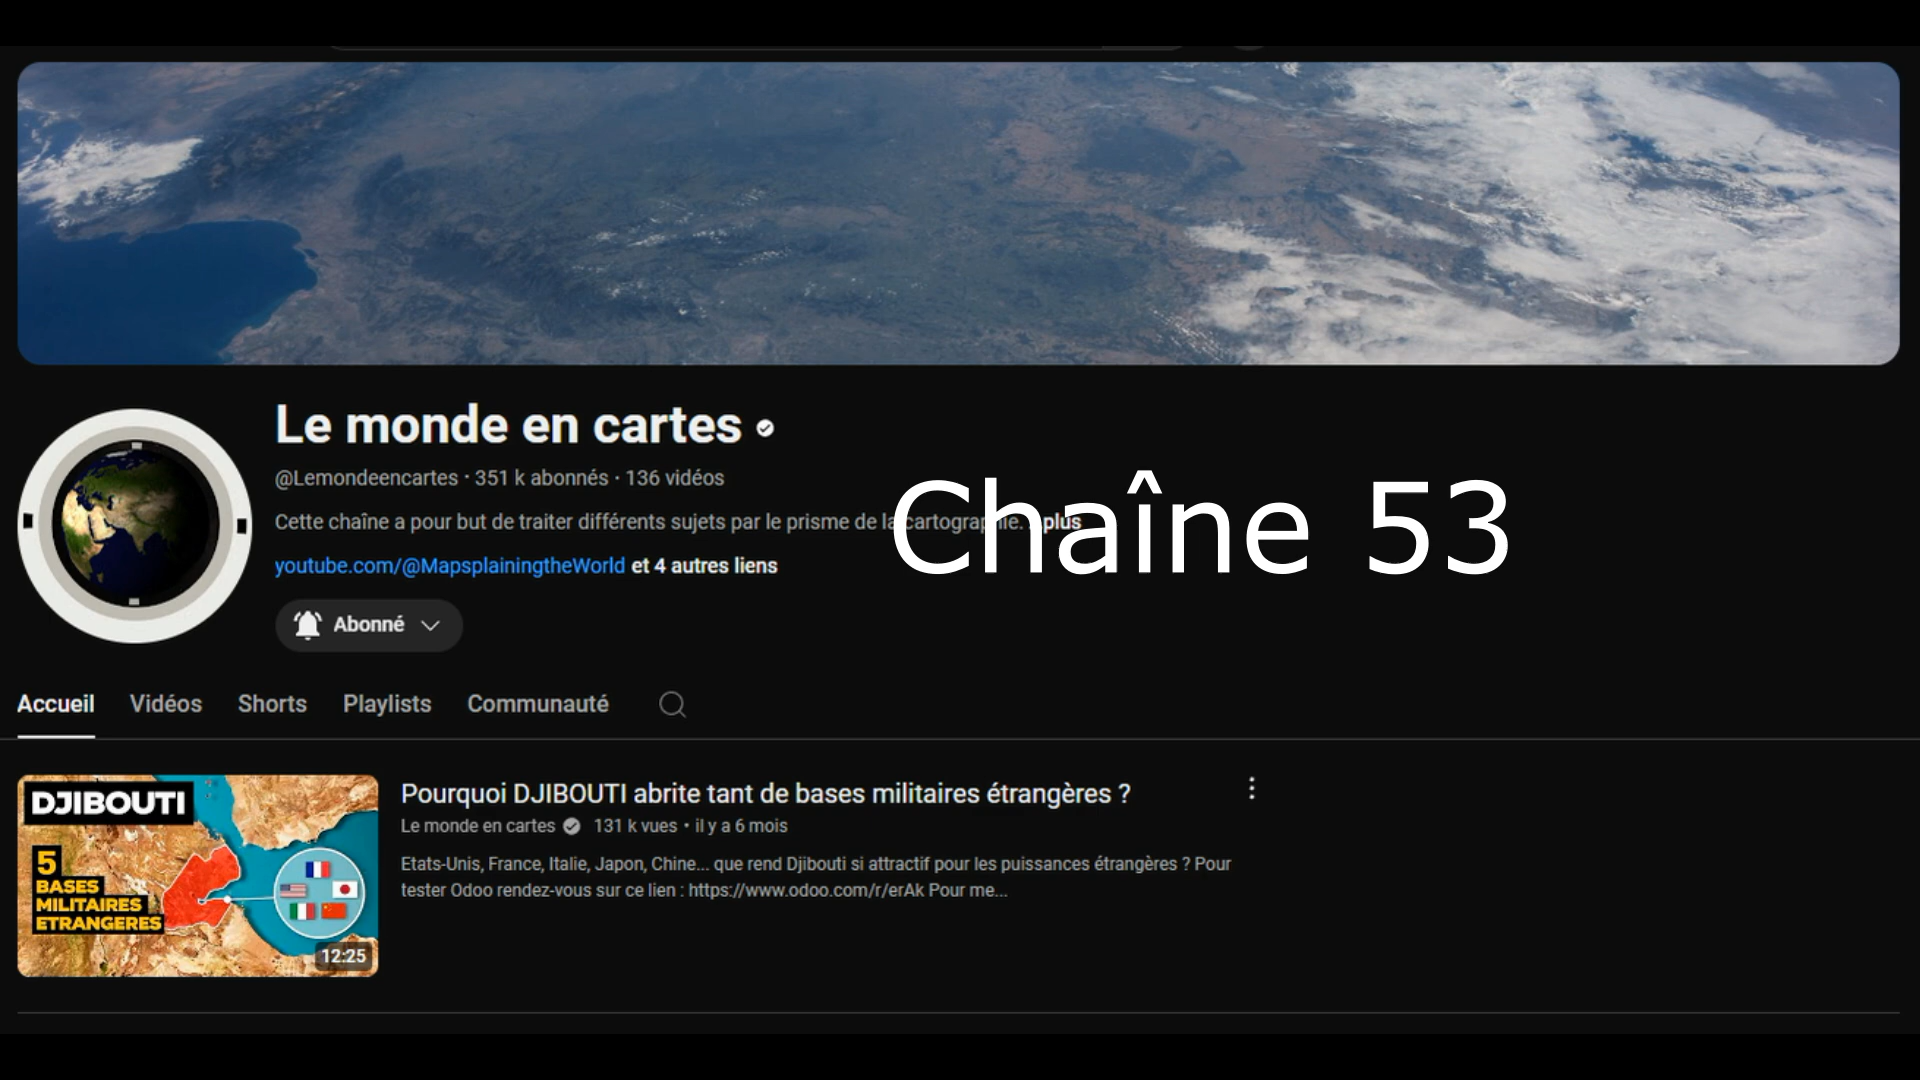 Le monde en cartes
@Lemondeencartes · 351 k abonnés · 136 vidéos
Cette chaîne a pour but de traiter différents sujets par le prisme de la cartographie. plus
Chaîne 53
youtube.com/@MapsplainingtheWorld et 4 autres liens
Abonné
Accueil Vidéos Shorts Playlists Communauté
DJIBOUTI
5
BASES
MILITAIRES
ETRANGERES
12:25
Pourquoi DJIBOUTI abrite tant de bases militaires étrangères ?
Le monde en cartes 131 k vues • il y a 6 mois
Etats-Unis, France, Italie, Japon, Chine... que rend Djibouti si attractif pour les puissances étrangères ? Pour
tester Odoo rendez-vous sur ce lien : https://www.odoo.com/r/erAk Pour me...